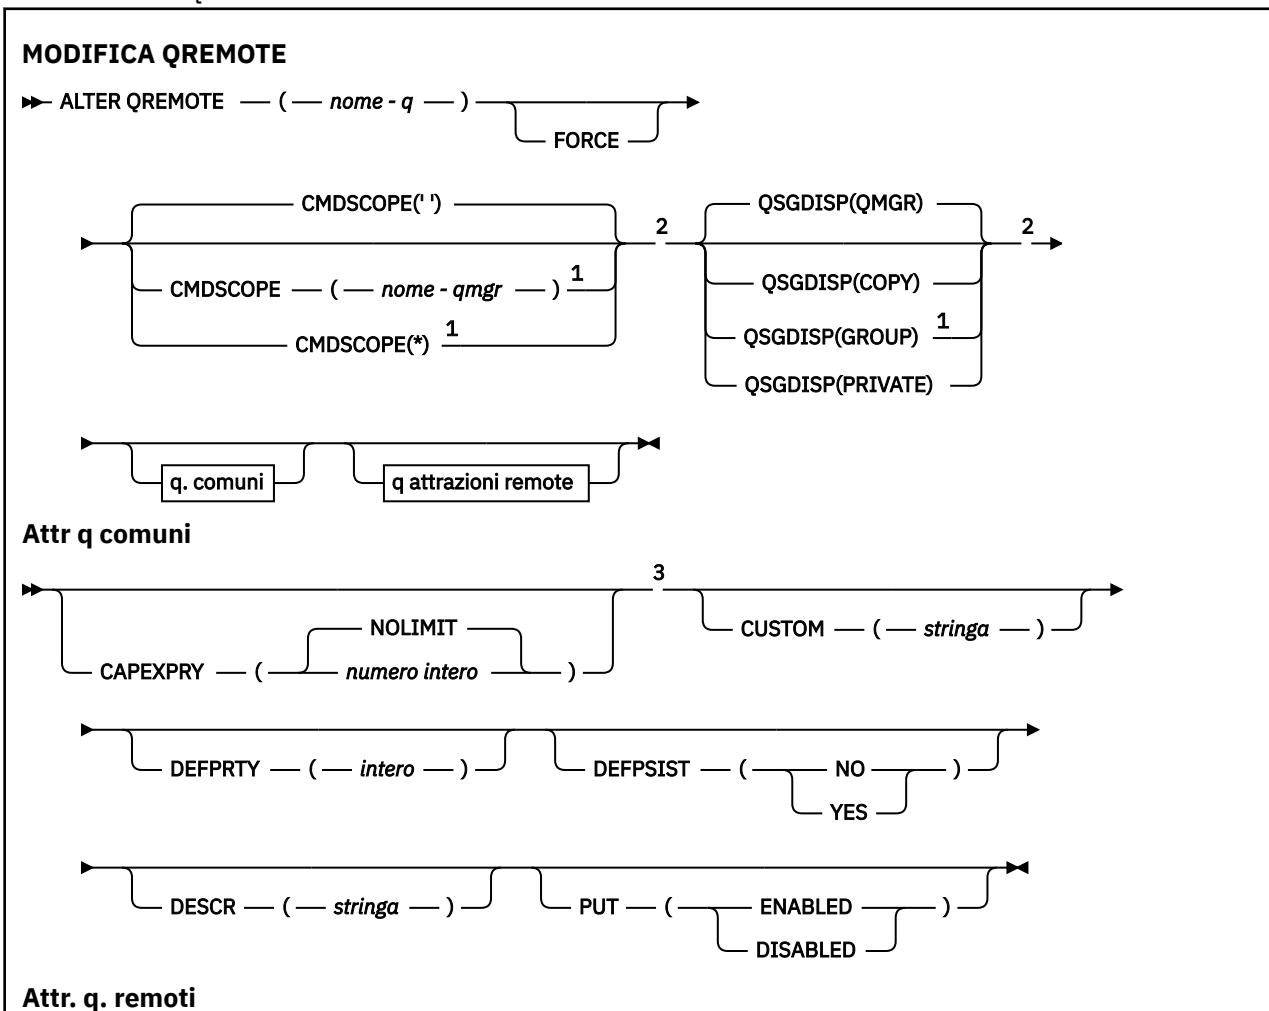 MODIFICA QREMOTE
ALTER QREMOTE ( nome - q )
FORCE
CMDSCOPE(' ')
CMDSCOPE ( nome - qmgr ) 1
CMDSCOPE(*) 1
2
QSGDISP(QMGR)
QSGDISP(COPY)
QSGDISP(GROUP) 1
QSGDISP(PRIVATE)
2
q. comuni
q attrazioni remote
Attr q comuni
CAPEXPRY ( NOLIMIT
numero intero )
3
CUSTOM ( stringa )
DEFPRTY ( intero )
DEFPSIST ( NO )
YES
DESCR ( stringa )
PUT ( ENABLED )
DISABLED
Attr. q. remoti